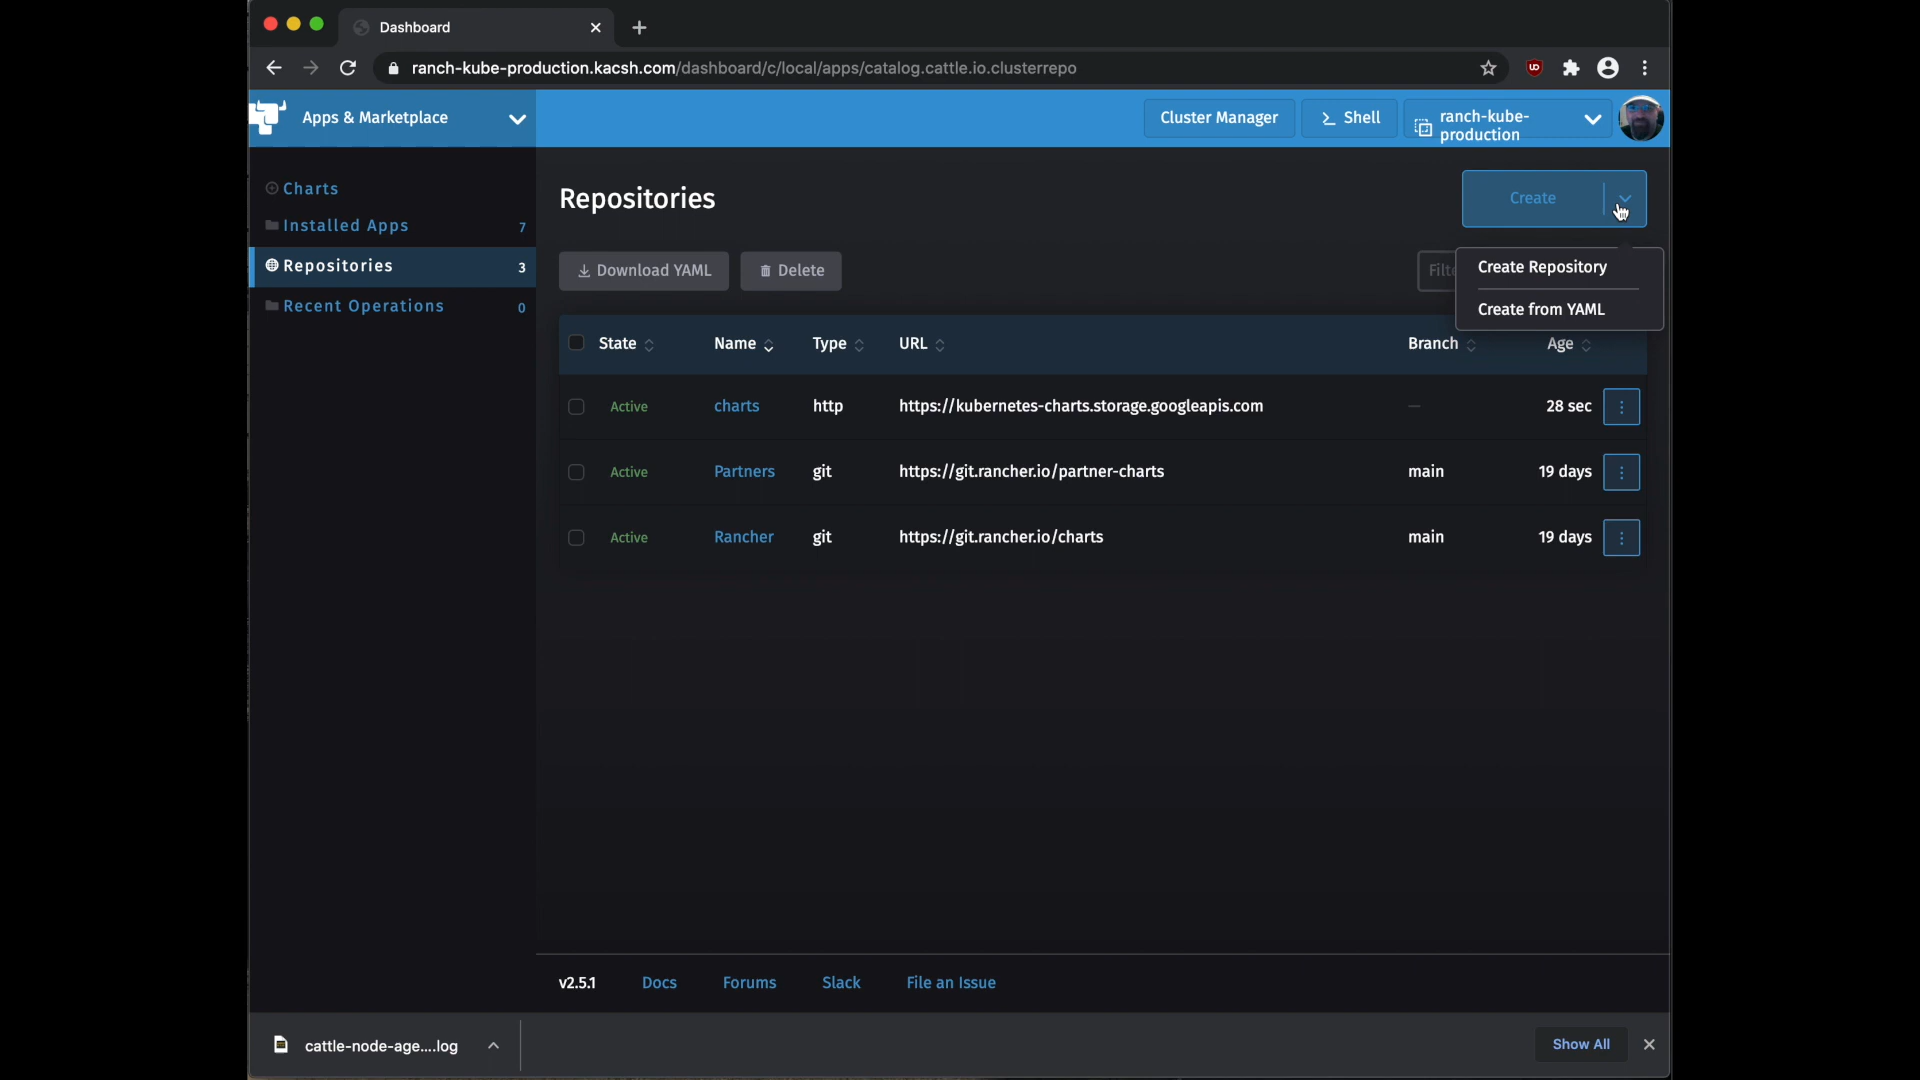 Dashboard
ranch-kube-production.kacsh.com/dashboard/c/local/apps/catalog.cattle.io.clusterrepo
Apps & Marketplace
Cluster Manager
Shell
ranch-kube-
production
Charts
Installed Apps 7
Repositories 3
Recent Operations 0
Repositories
Create
Download YAML
Delete
Filte
Create Repository
Create from YAML
State Name Type URL Branch Age
Active charts http https://kubernetes-charts.storage.googleapis.com — 28 sec
Active Partners git https://git.rancher.io/partner-charts main 19 days
Active Rancher git https://git.rancher.io/charts main 19 days
v2.5.1 Docs Forums Slack File an Issue
cattle-node-age....log
Show All